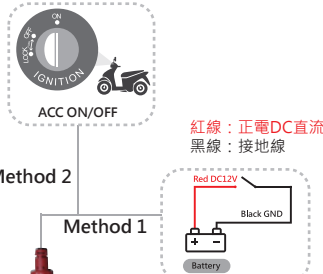 ON
OFF
LOCK
IGNITION
ACC ON/OFF
紅線：正電DC直流
黑線：接地線
Method 2
Red DC12V
Method 1
Black GND
+ -
Battery